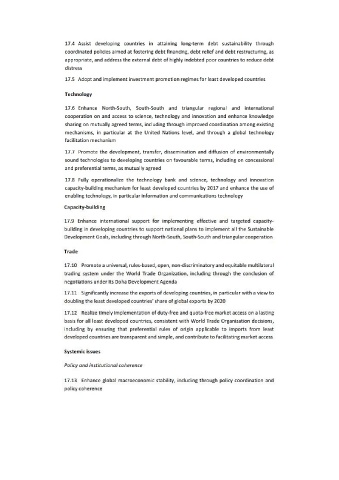 17.4 Assist developing countries in attaining long-term debt sustainability through
coordinated policies aimed at fostering debt financing, debt relief and debt restructuring, as
appropriate, and address the external debt of highly indebted poor countries to reduce debt
distress
17.5 Adopt and implement investment promotion regimes for least developed countries
Technology
17.6 Enhance North-South, South-South and triangular regional and international
cooperation on and access to science, technology and innovation and enhance knowledge
sharing on mutually agreed terms, including through improved coordination among existing
mechanisms, in particular at the United Nations level, and through a global technology
facilitation mechanism
17.7 Promote the development, transfer, dissemination and diffusion of environmentally
sound technologies to developing countries on favourable terms, including on concessional
and preferential terms, as mutually agreed
17.8 Fully operationalize the technology bank and science, technology and innovation
capacity-building mechanism for least developed countries by 2017 and enhance the use of
enabling technology, in particular information and communications technology
Capacity-building
17.9 Enhance international support for implementing effective and targeted capacity-
building in developing countries to support national plans to implement all the Sustainable
Development Goals, including through North-South, South-South and triangular cooperation
Trade
17.10 Promote a universal, rules-based, open, non-discriminatory and equitable multilateral
trading system under the World Trade Organization, including through the conclusion of
negotiations under its Doha Development Agenda
17.11 Significantly increase the exports of developing countries, in particular with a view to
doubling the least developed countries' share of global exports by 2020
17.12 Realize timely implementation of duty-free and quota-free market access on a lasting
basis for all least developed countries, consistent with World Trade Organization decisions,
including by ensuring that preferential rules of origin applicable to imports from least
developed countries are transparent and simple, and contribute to facilitating market access
Systemic issues
Policy and institutional coherence
17.13 Enhance global macroeconomic stability, including through policy coordination and
policy coherence